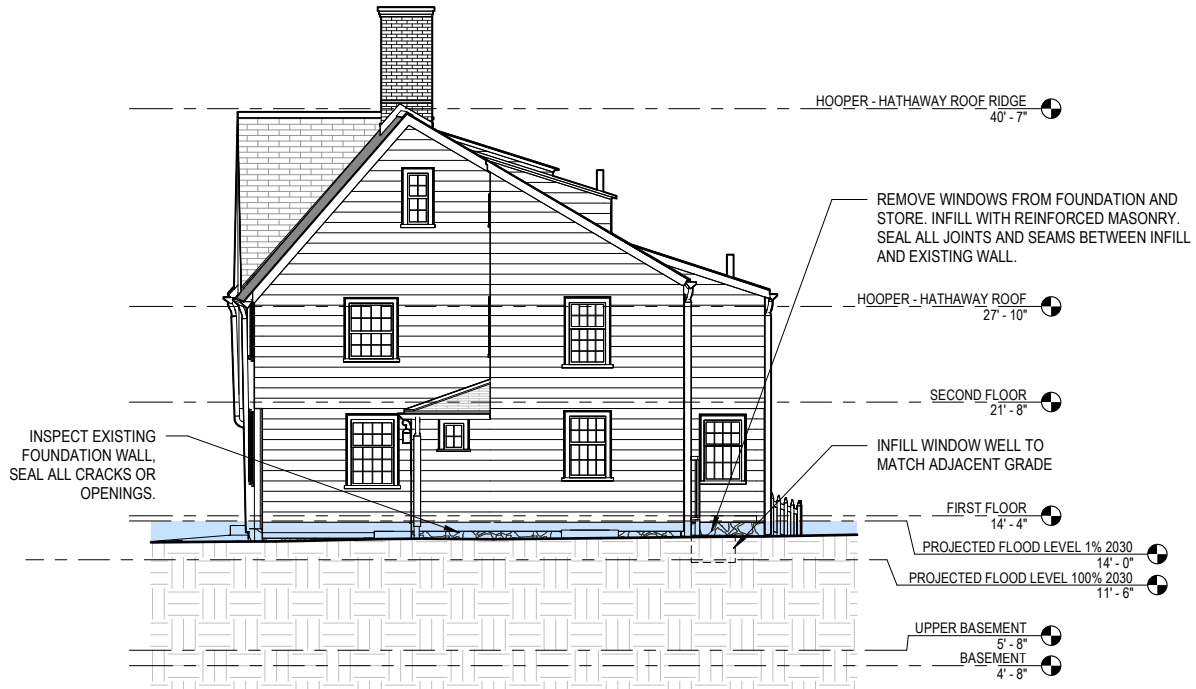 HOOPER - HATHAWAY ROOF RIDGE
40' - 7"
REMOVE WINDOWS FROM FOUNDATION AND
STORE. INFILL WITH REINFORCED MASONRY.
SEAL ALL JOINTS AND SEAMS BETWEEN INFILL
AND EXISTING WALL.
HOOPER - HATHAWAY ROOF
27' - 10"
SECOND FLOOR
21' - 8"
INSPECT EXISTING
FOUNDATION WALL,
SEAL ALL CRACKS OR
OPENINGS.
INFILL WINDOW WELL TO
MATCH ADJACENT GRADE
FIRST FLOOR
14' - 4"
PROJECTED FLOOD LEVEL 1% 2030
14' - 0"
PROJECTED FLOOD LEVEL 100% 2030
11' - 6"
UPPER BASEMENT
5' - 8"
BASEMENT
4' - 8"